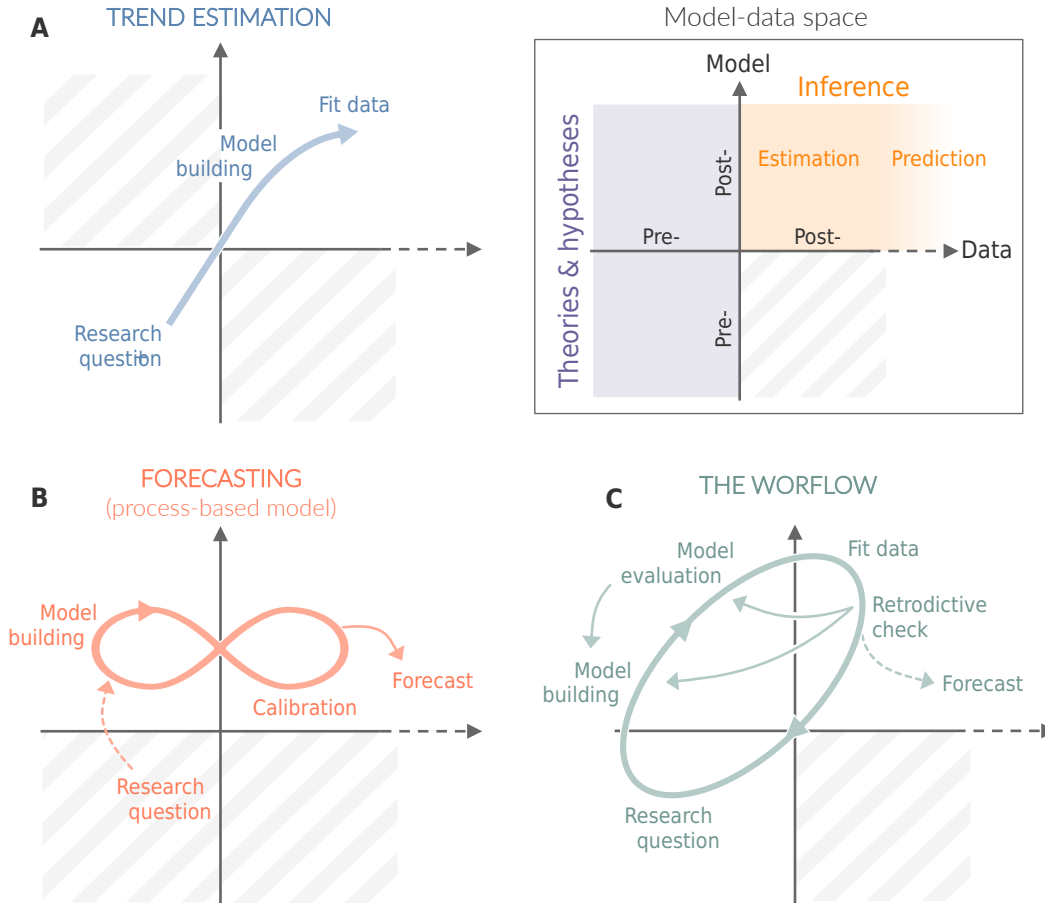 A
TREND ESTIMATION
Fit data
Model
building
Research
question
Model-data space
Model
Inference
Theories & hypotheses
Post-
Estimation
Prediction
Pre-
Post-
Data
Pre-
B
FORECASTING
(process-based model)
Model
building
Forecast
Calibration
Research
question
C
THE WORFLOW
Model
evaluation
Fit data
Retrodictive
check
Model
building
Forecast
Research
question